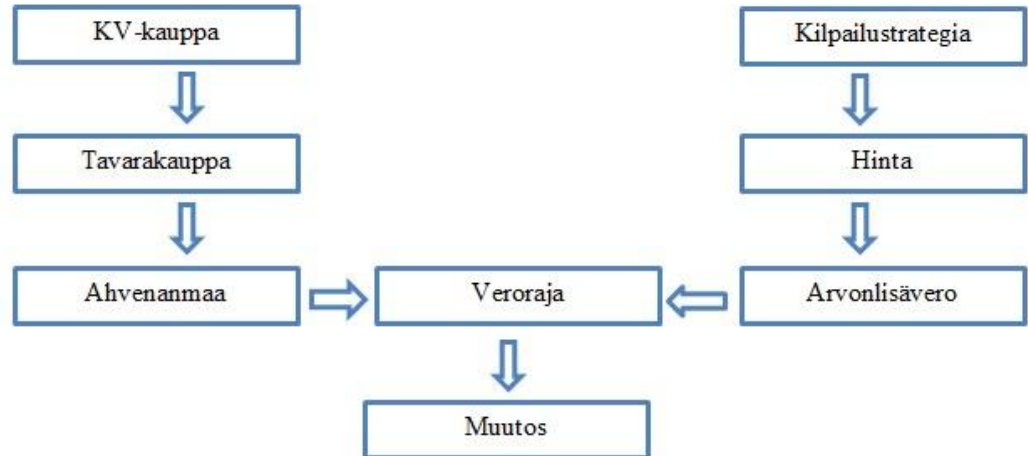 KV-kauppa
Kilpailustrategia
Tavarakauppa
Hinta
Ahvenanmaa
Veroraja
Arvonlisävero
Muutos